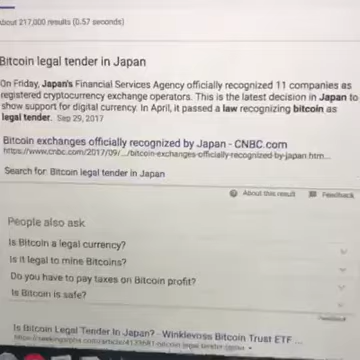 About 217,000 results (0.57 seconds)
Bitcoin legal tender in Japan
On Friday, Japan's Financial Services Agency officially recognized 11 companies as
registered cryptocurrency exchange operators. This is the latest decision in Japan to
show support for digital currency. In April, it passed a law recognizing bitcoin as
legal tender. Sep 29, 2017
Bitcoin exchanges officially recognized by Japan - CNBC.com
https://www.cnbc.com/2017/09/.../bitcoin-exchanges-officially-recognized-by-japan.htm...
Search for: Bitcoin legal tender in Japan
About this result Feedback
People also ask
Is Bitcoin a legal currency?
Is it legal to mine Bitcoins?
Do you have to pay taxes on Bitcoin profit?
Is Bitcoin is safe?
Feedback
Is Bitcoin Legal Tender In Japan? - Winklevoss Bitcoin Trust ETF ...